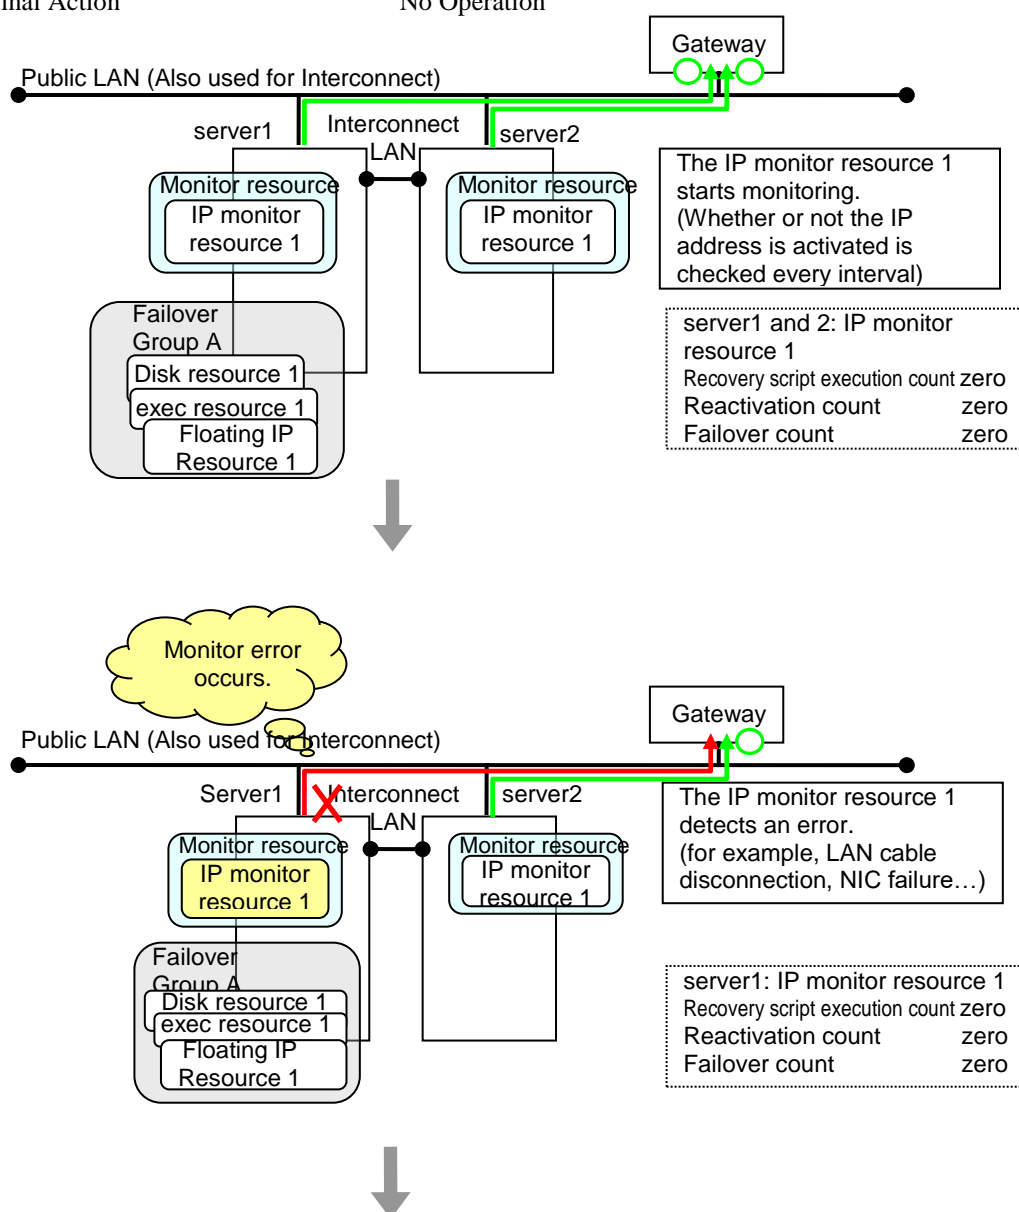 No Operation
Gateway
Public LAN (Also used for Interconnect)
server1
Interconnect
LAN
server2
Monitor resource
IP monitor
resource 1
Monitor resource
IP monitor
resource 1
The IP monitor resource 1
starts monitoring.
(Whether or not the IP
address is activated is
checked every interval)
Failover
Group A
Disk resource 1
exec resource 1
Floating IP
Resource 1
server1 and 2: IP monitor
resource 1
Recovery script execution count zero
Reactivation count zero
Failover count zero
Monitor error
occurs.
Gateway
Public LAN (Also used for Interconnect)
Server1
Interconnect
LAN
server2
Monitor resource
IP monitor
resource 1
Monitor resource
IP monitor
resource 1
The IP monitor resource 1
detects an error.
(for example, LAN cable
disconnection, NIC failure…)
Failover
Group A
Disk resource 1
exec resource 1
Floating IP
Resource 1
server1: IP monitor resource 1
Recovery script execution count zero
Reactivation count zero
Failover count zero